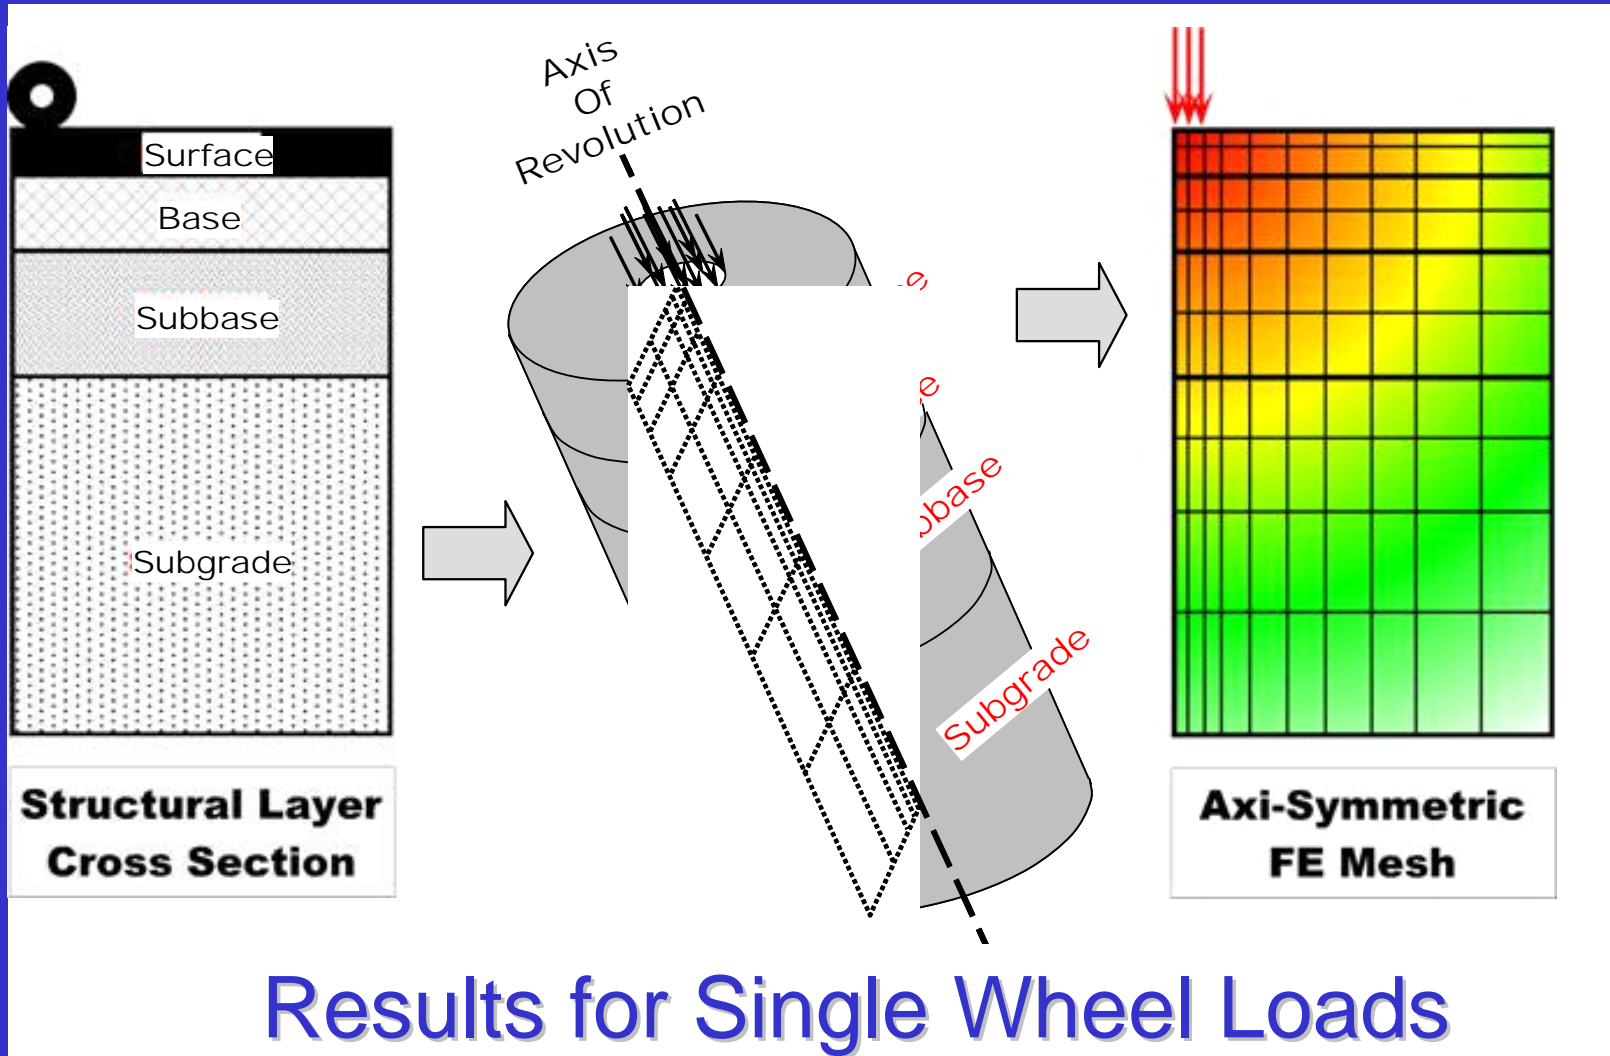 Axis
Of
Revolution
Surface
Base
Subbase
Subgrade
Subgrade
Structural Layer
Cross Section
Axi-Symmetric
FE Mesh
Results for Single Wheel Loads